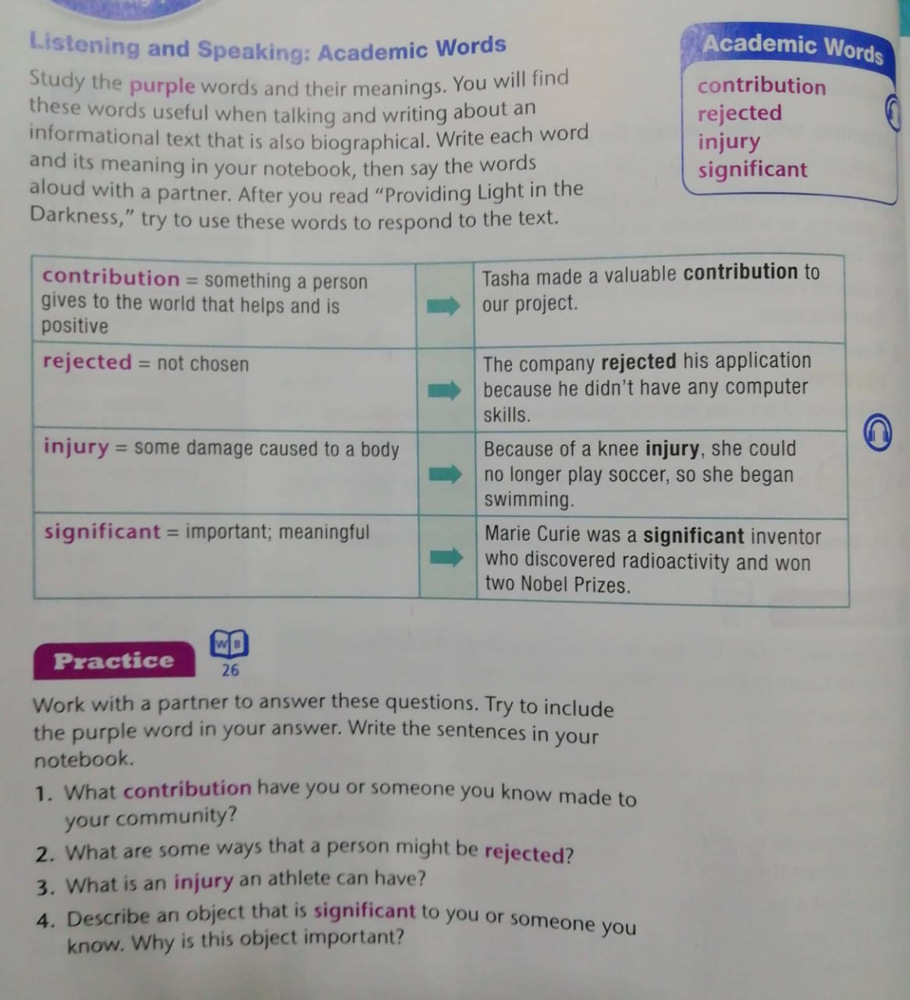 Listening and Speaking: Academic Words
Study the purple words and their meanings. You will find
these words useful when talking and writing about an
informational text that is also biographical. Write each word
and its meaning in your notebook, then say the words
aloud with a partner. After you read “Providing Light in the
Darkness,” try to use these words to respond to the text.
Academic Words
contribution
rejected
injury
significant
contribution = something a person
gives to the world that helps and is
positive
Tasha made a valuable contribution to
our project.
rejected = not chosen
The company rejected his application
because he didn’t have any computer
skills.
injury = some damage caused to a body
Because of a knee injury, she could
no longer play soccer, so she began
swimming.
significant = important; meaningful
Marie Curie was a significant inventor
who discovered radioactivity and won
two Nobel Prizes.
Practice
W B
26
Work with a partner to answer these questions. Try to include
the purple word in your answer. Write the sentences in your
notebook.
1. What contribution have you or someone you know made to
your community?
2. What are some ways that a person might be rejected?
3. What is an injury an athlete can have?
4. Describe an object that is significant to you or someone you
know. Why is this object important?